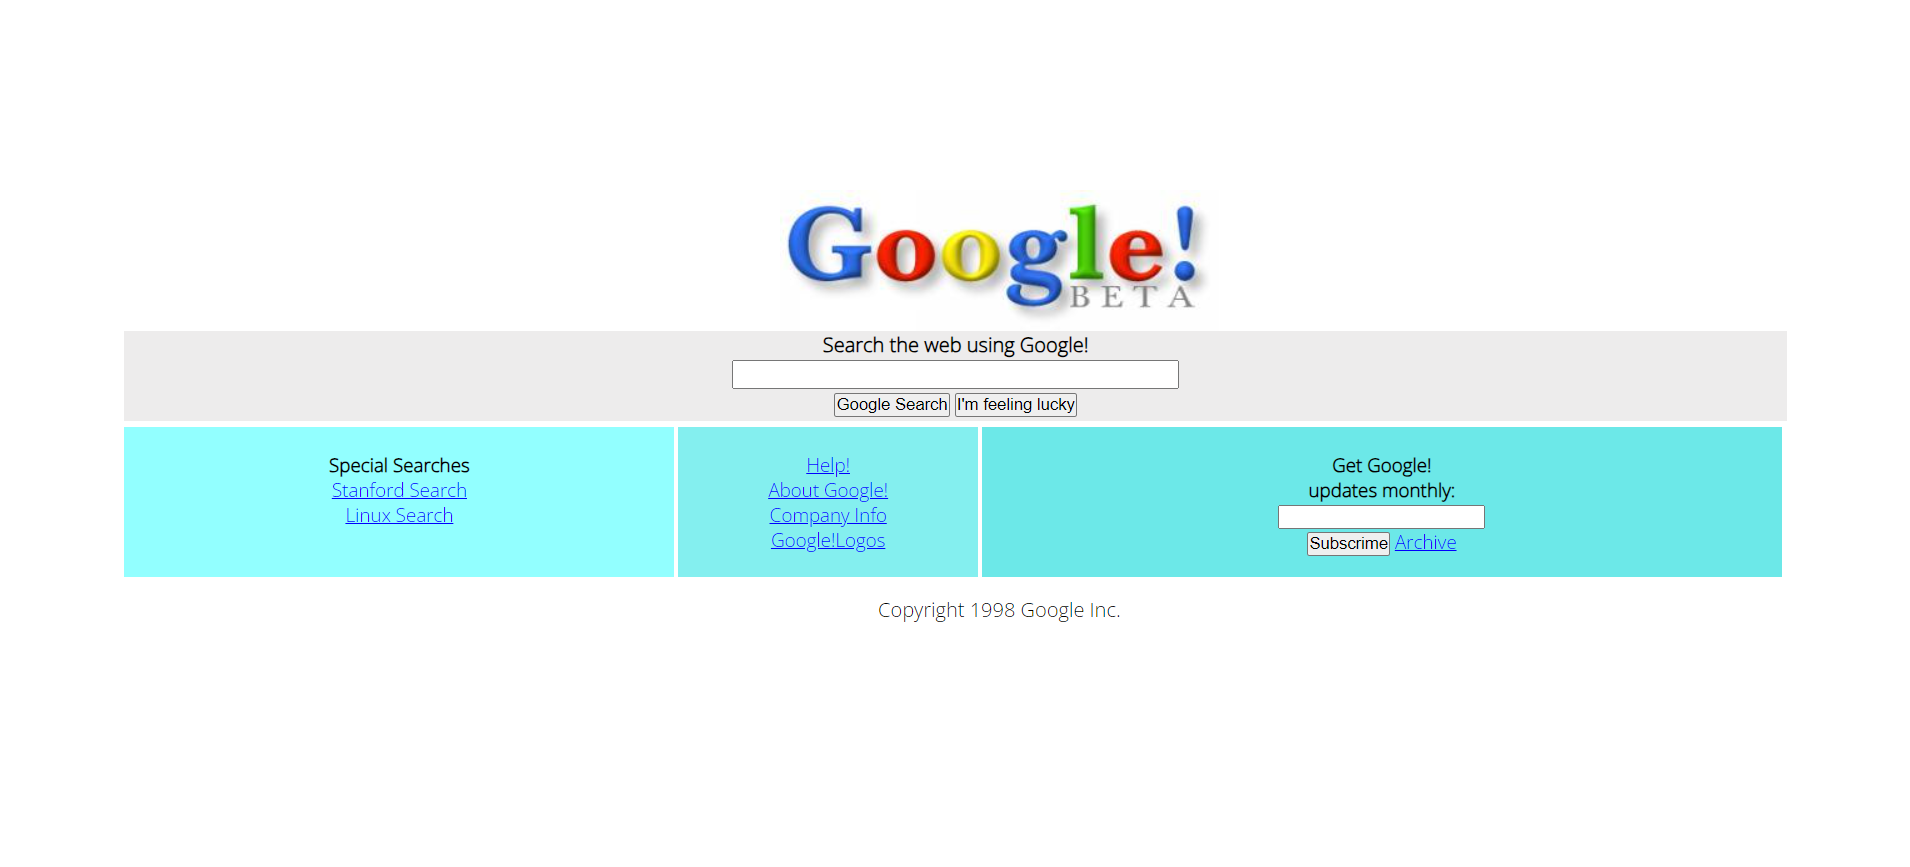 Google!
BETA
Search the web using Google!
Google Search I'm feeling lucky
Special Searches
Stanford Search
Linux Search
Help!
About Google!
Company Info
Google!Logos
Get Google!
updates monthly:
Subscrime Archive
Copyright 1998 Google Inc.